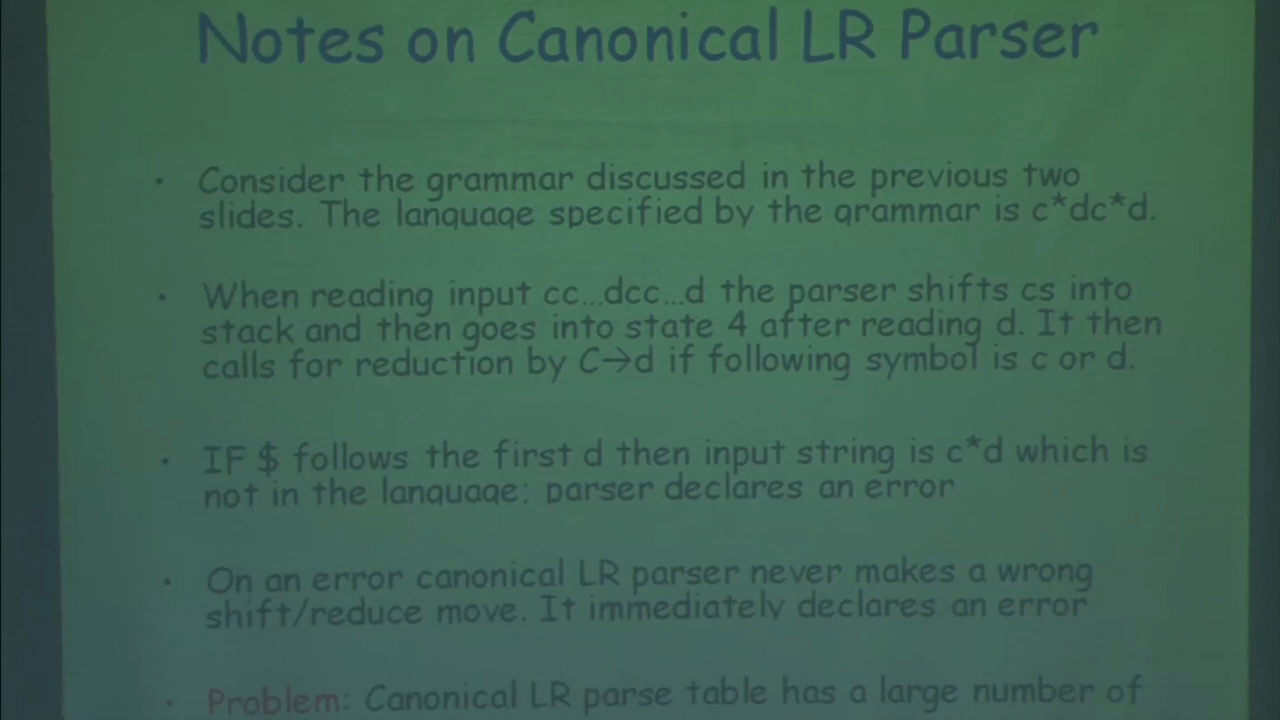 Notes on Canonical LR Parser
• Consider the grammar discussed in the previous two
slides. The language specified by the grammar is c*dc*d.
• When reading input cc...dcc...d the parser shifts cs into
stack and then goes into state 4 after reading d. It then
calls for reduction by C→d if following symbol is c or d.
• IF $ follows the first d then input string is c*d which is
not in the language; parser declares an error
• On an error canonical LR parser never makes a wrong
shift/reduce move. It immediately declares an error
• Problem: Canonical LR parse table has a large number of